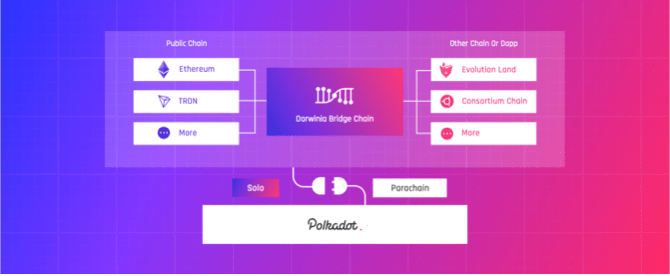 Public Chain
Other Chain Or Dapp
Ethereum
TRON
More
Darwinia Bridge Chain
Evolution Land
Consortium Chain
More
Solo
Parachain
Polkadot.